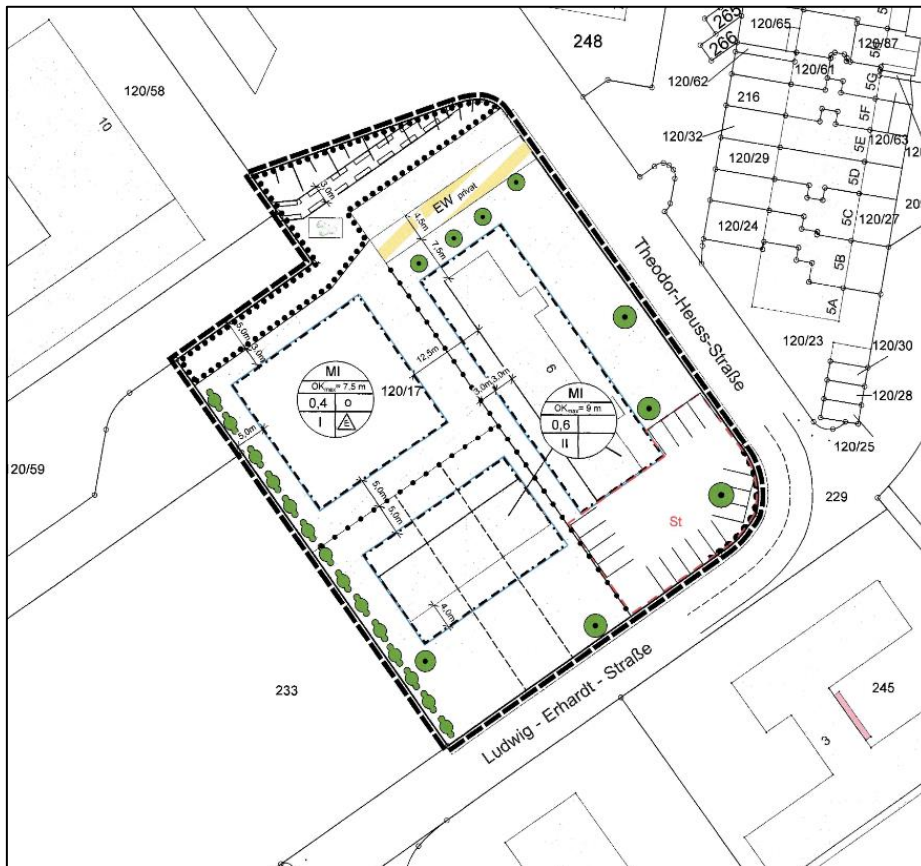 265
266
120/65
120/87
248
120/62
120/61
5G
120/58
216
5F
120/63
10
120/32
5E
120/29
5D
3,0m
EW privat
4,5m
7,5m
120/24
5C
120/27
5B
Theodor-Heuss-Straße
5A
5,0m
3,0m
12,5m
120/23
120/30
MI
OKmax= 7,5 m
0,4 o
I E
120/17
6
3,0m 3,0m
MI
OKmax= 9 m
0,6
II
120/28
120/25
20/59
5,0m
5,0m
5,0m
229
St
4,0m
233
Ludwig - Erhardt - Straße
245
3